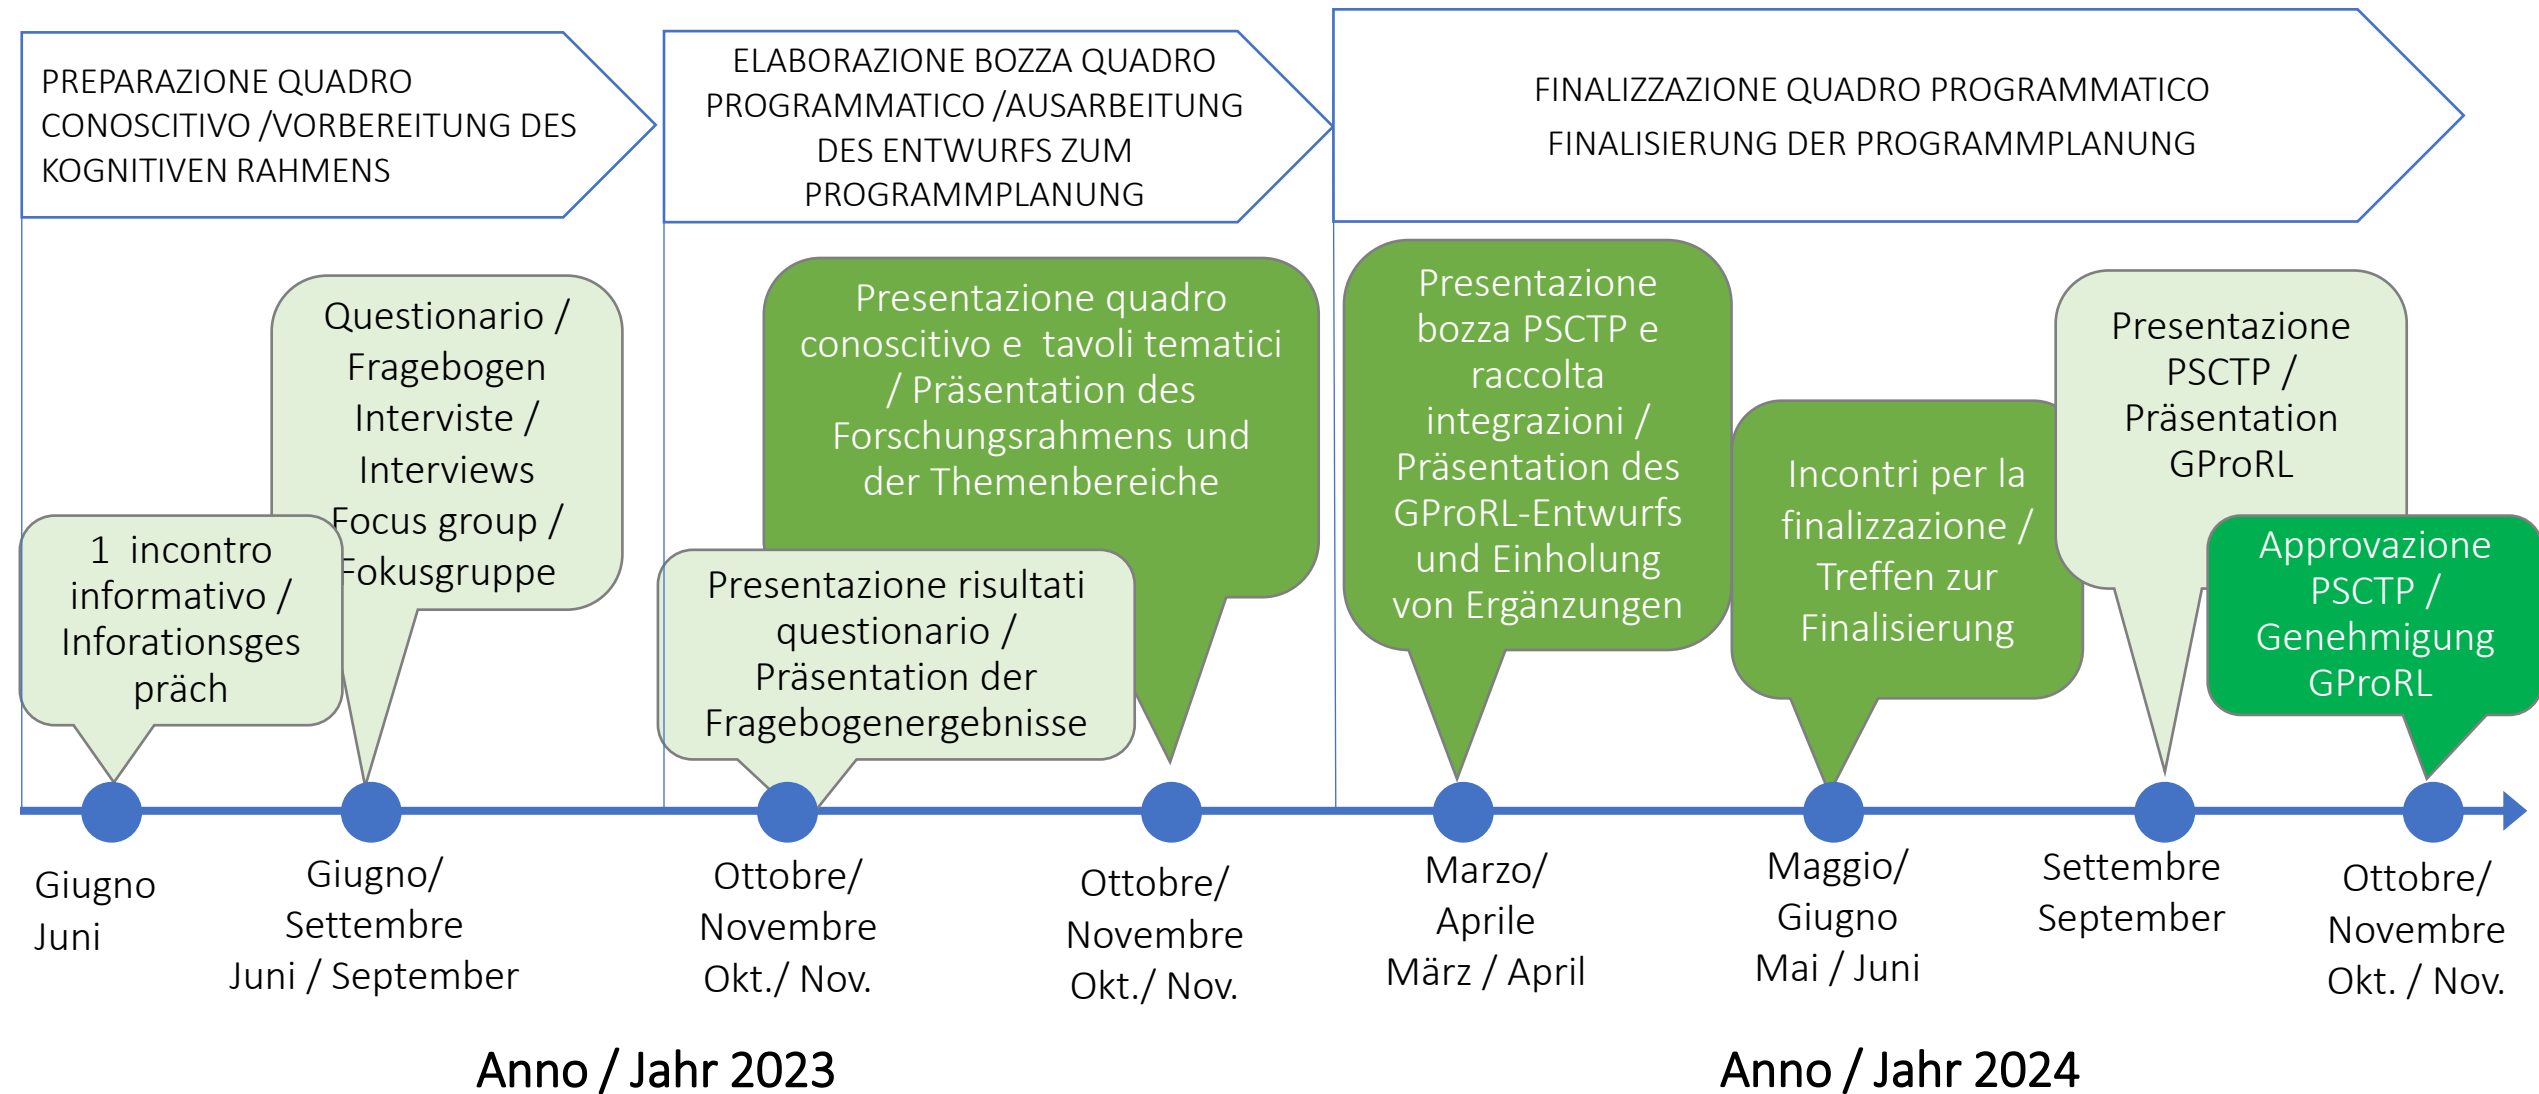 PREPARAZIONE QUADRO
CONOSCITIVO /VORBEREITUNG DES
KOGNITIVEN RAHMENS
ELABORAZIONE BOZZA QUADRO
PROGRAMMATICO /AUSARBEITUNG
DES ENTWURFS ZUM
PROGRAMMPLANUNG
FINALIZZAZIONE QUADRO PROGRAMMATICO
FINALISIERUNG DER PROGRAMMPLANUNG
1 incontro
informativo /
Inforationsges
präch
Questionario /
Fragebogen
Interviste /
Interviews
Focus group /
Fokusgruppe
Presentazione risultati
questionario /
Präsentation der
Fragebogenergebnisse
Presentazione quadro
conoscitivo e tavoli tematici
/ Präsentation des
Forschungsrahmens und
der Themenbereiche
Presentazione
bozza PSCTP e
raccolta
integrazioni /
Präsentation des
GProRL-Entwurfs
und Einholung
von Ergänzungen
Incontri per la
finalizzazione /
Treffen zur
Finalisierung
Presentazione
PSCTP /
Präsentation
GProRL
Approvazione
PSCTP /
Genehmigung
GProRL
Giugno
Juni
Giugno/
Settembre
Juni / September
Ottobre/
Novembre
Okt./ Nov.
Ottobre/
Novembre
Okt./ Nov.
Marzo/
Aprile
März / April
Maggio/
Giugno
Mai / Juni
Settembre
September
Ottobre/
Novembre
Okt. / Nov.
Anno / Jahr 2023
Anno / Jahr 2024